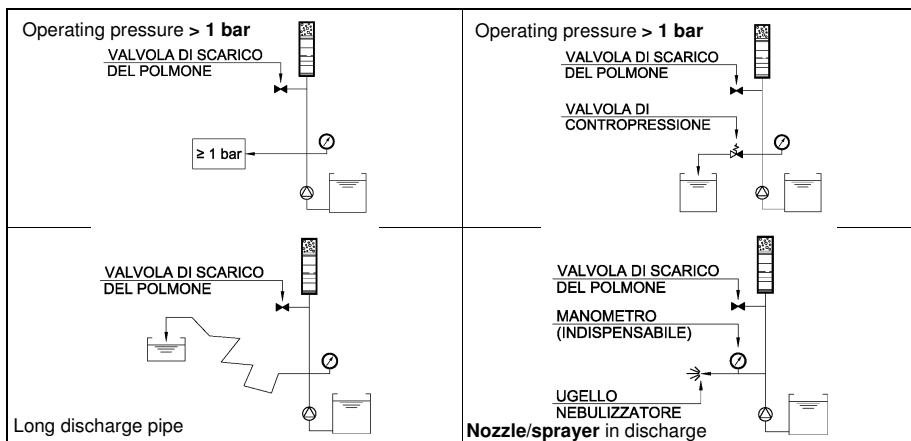 Operating pressure > 1 bar
VALVOLA DI SCARICO
DEL POLMONE
≥ 1 bar
Operating pressure > 1 bar
VALVOLA DI SCARICO
DEL POLMONE
VALVOLA DI
CONTROPRESSIONE
VALVOLA DI SCARICO
DEL POLMONE
Long discharge pipe
VALVOLA DI SCARICO
DEL POLMONE
MANOMETRO
(INDISPENSABILE)
UGELLO
NEBULIZZATORE
Nozzle/sprayer in discharge